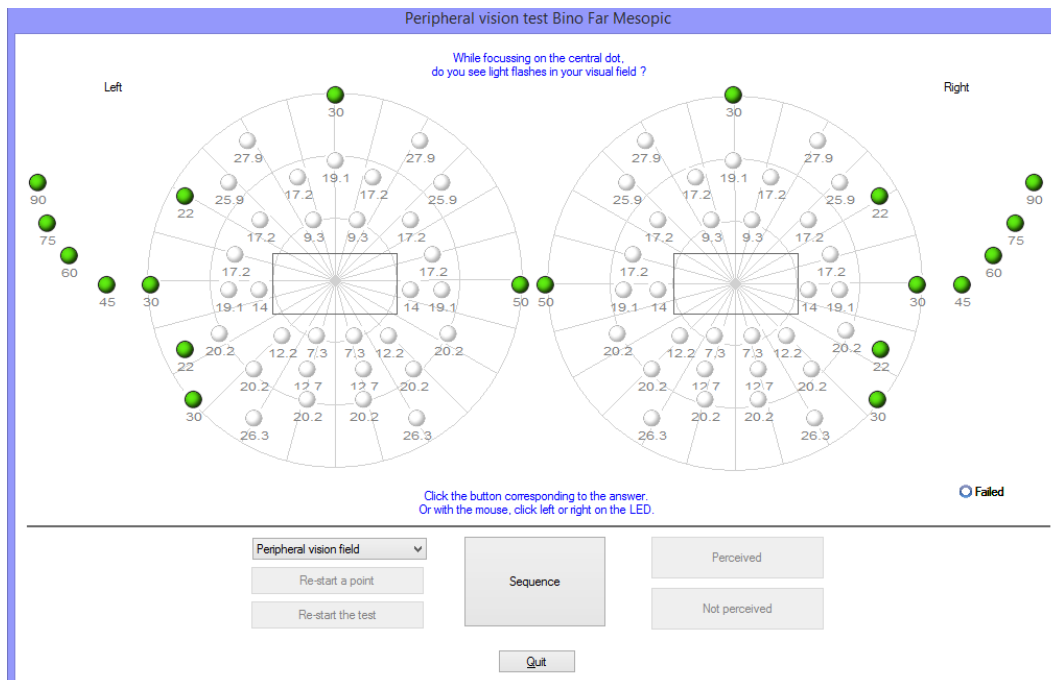 Peripheral vision test Bino Far Mesopic
While focussing on the central dot,
do you see light flashes in your visual field ?
Left Right
30 30
27.9 27.9 27.9 27.9
19.1 19.1
17.2 17.2 17.2 17.2
90 25.9 25.9 25.9 25.9 90
22 22
75 17.2 9.3 9.3 17.2 17.2 9.3 9.3 17.2 75
60 17.2 17.2 17.2 17.2 60
45 30 19.1 14 14 19.1 50 50 19.1 14 14 19.1 30 45
20.2 12.2 7.3 7.3 12.2 20.2 20.2 12.2 7.3 7.3 12.2 20.2
22 22
20.2 12.7 12.7 20.2 20.2 12.7 12.7 20.2
30 20.2 20.2 20.2 20.2 30
26.3 26.3 26.3 26.3
Click the button corresponding to the answer.
Or with the mouse, click left or right on the LED.
Failed
Peripheral vision field
Re-start a point
Re-start the test
Sequence
Perceived
Not perceived
Quit